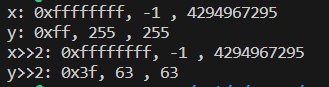 x: 0xffffffff, -1 , 4294967295
y: 0xff, 255 , 255
x>>2: 0xffffffff, -1 , 4294967295
y>>2: 0x3f, 63 , 63